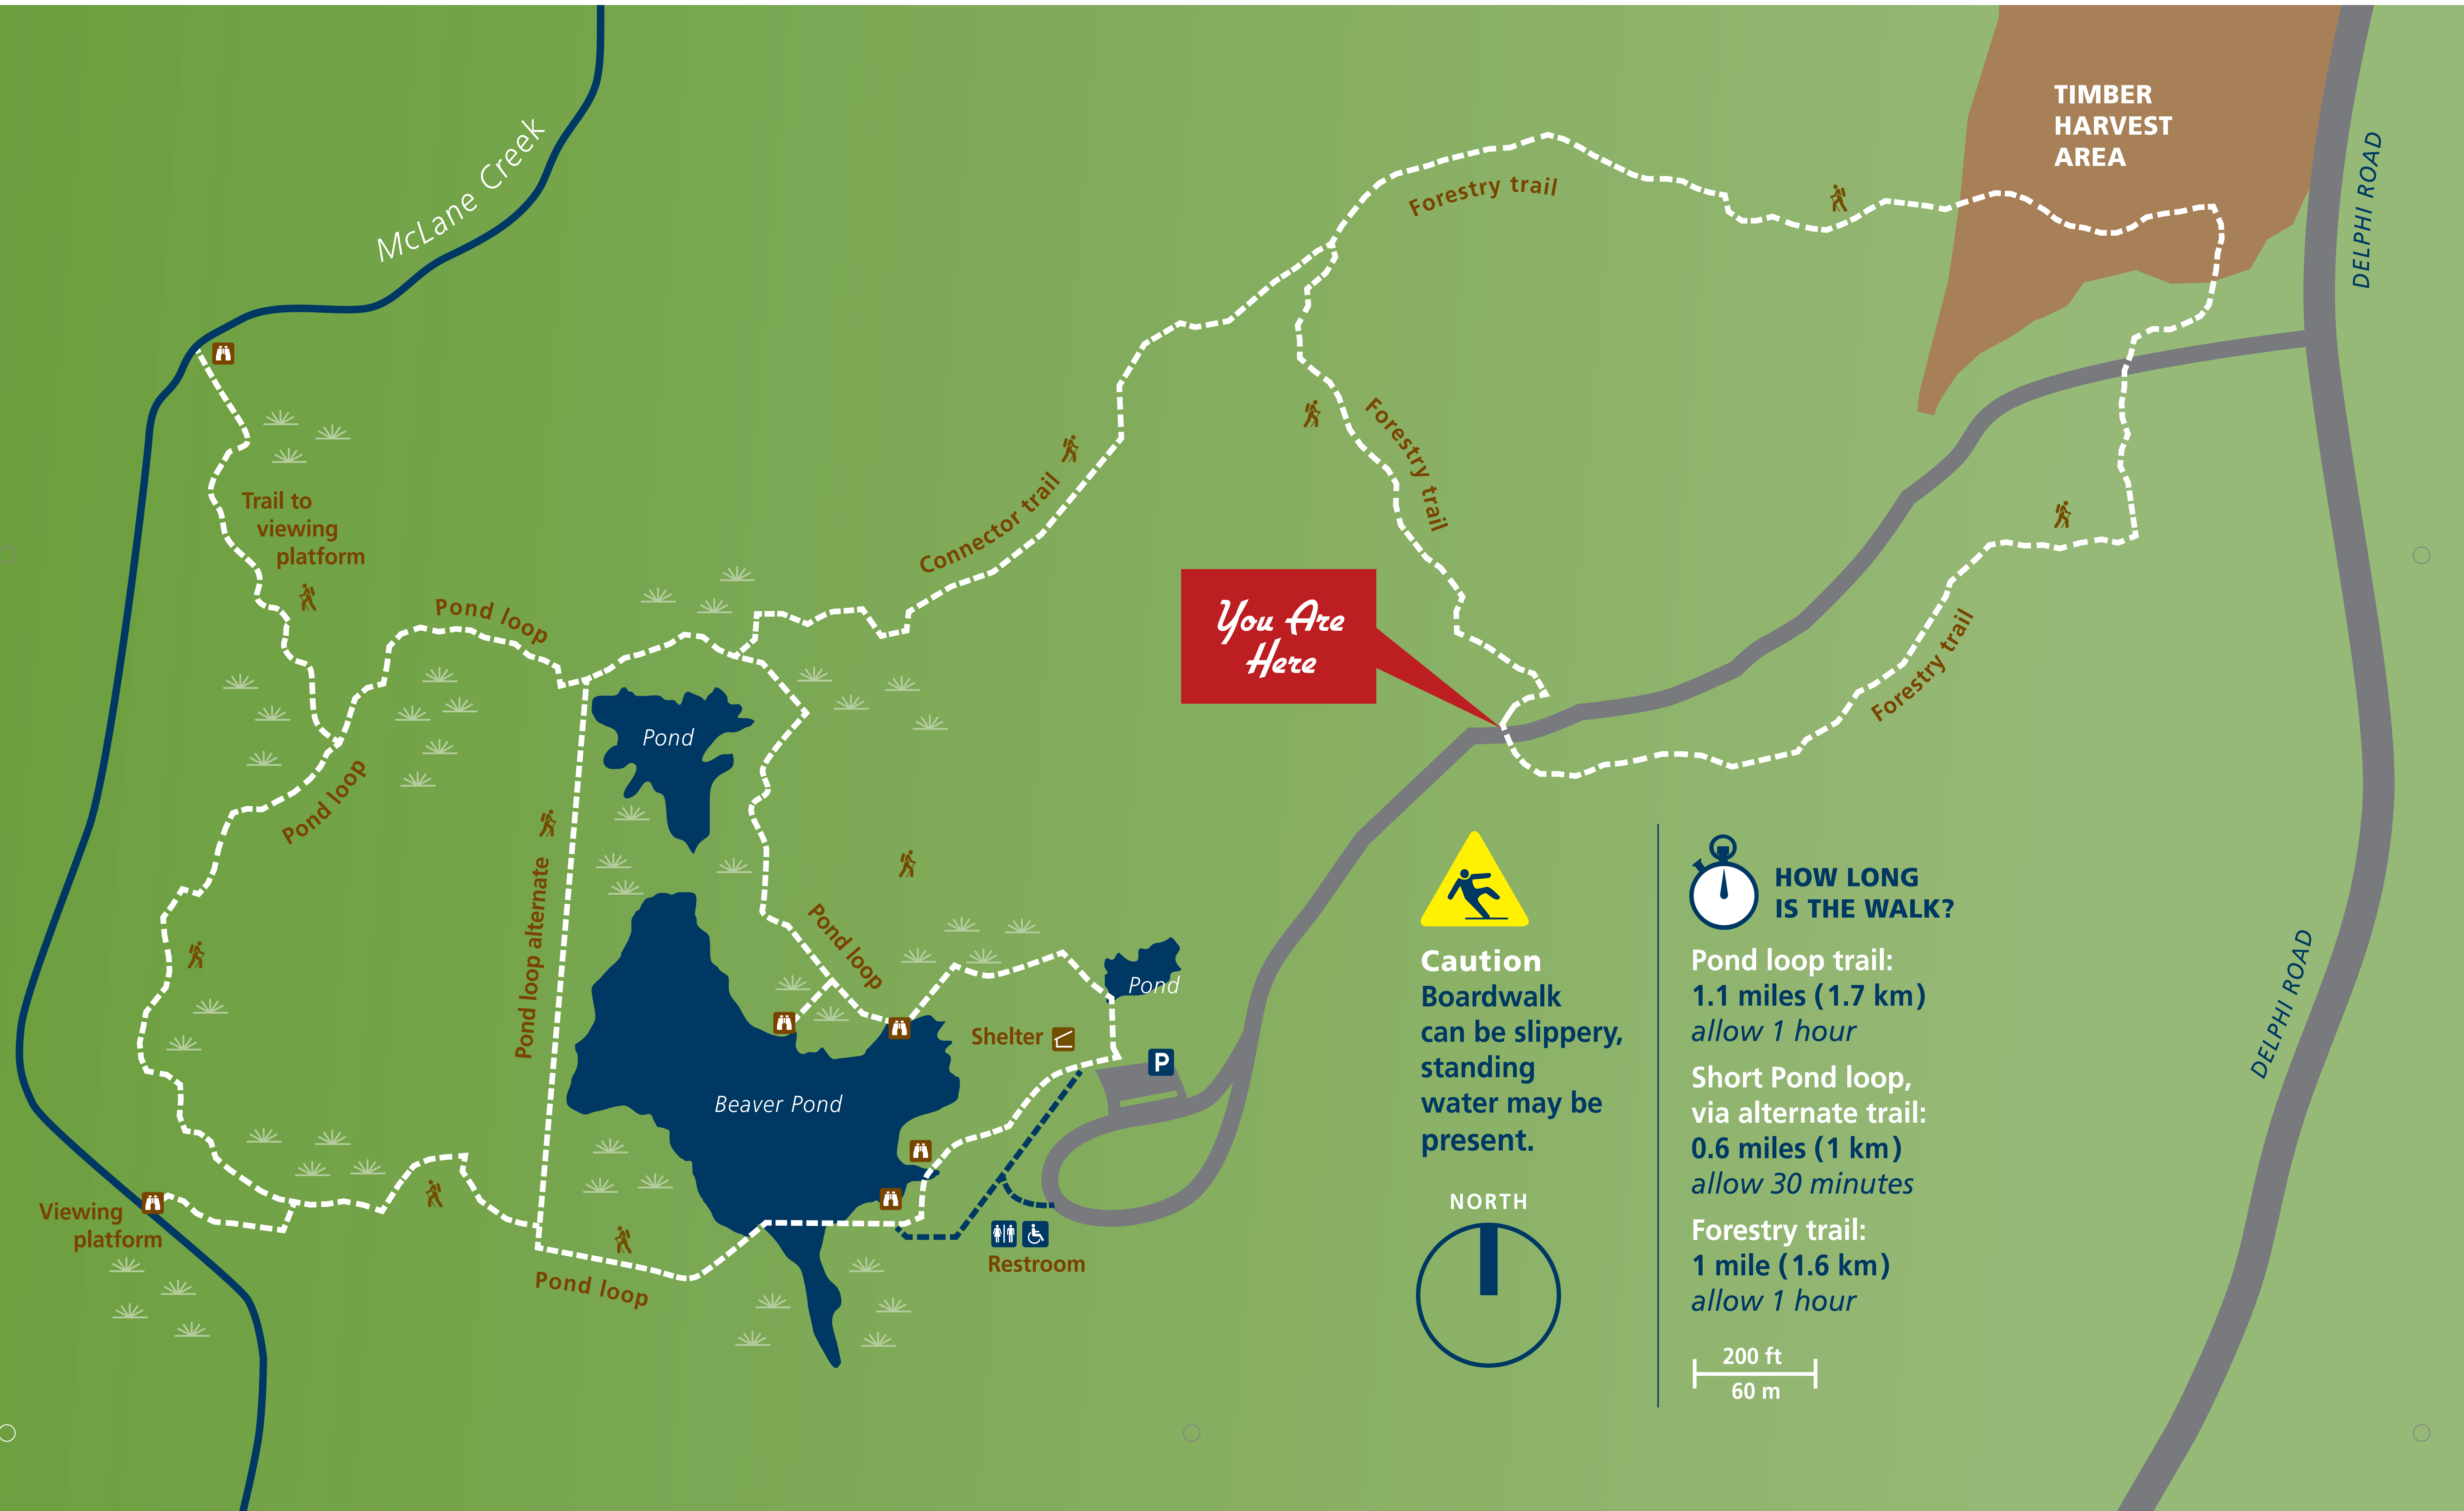 McLane Creek
TIMBER
HARVEST
AREA
DELPHI ROAD
Forestry trail
Trail to
viewing
platform
Pond loop
Connector trail
Forestry trail
You Are
Here
Forestry trail
Pond
Pond loop
Pond loop alternate
Pond loop
Pond
Shelter
P
Beaver Pond
Viewing
platform
Restroom
Pond loop
Caution
Boardwalk
can be slippery,
standing
water may be
present.
NORTH
HOW LONG
IS THE WALK?
Pond loop trail:
1.1 miles (1.7 km)
allow 1 hour
Short Pond loop,
via alternate trail:
0.6 miles (1 km)
allow 30 minutes
Forestry trail:
1 mile (1.6 km)
allow 1 hour
200 ft
60 m
DELPHI ROAD